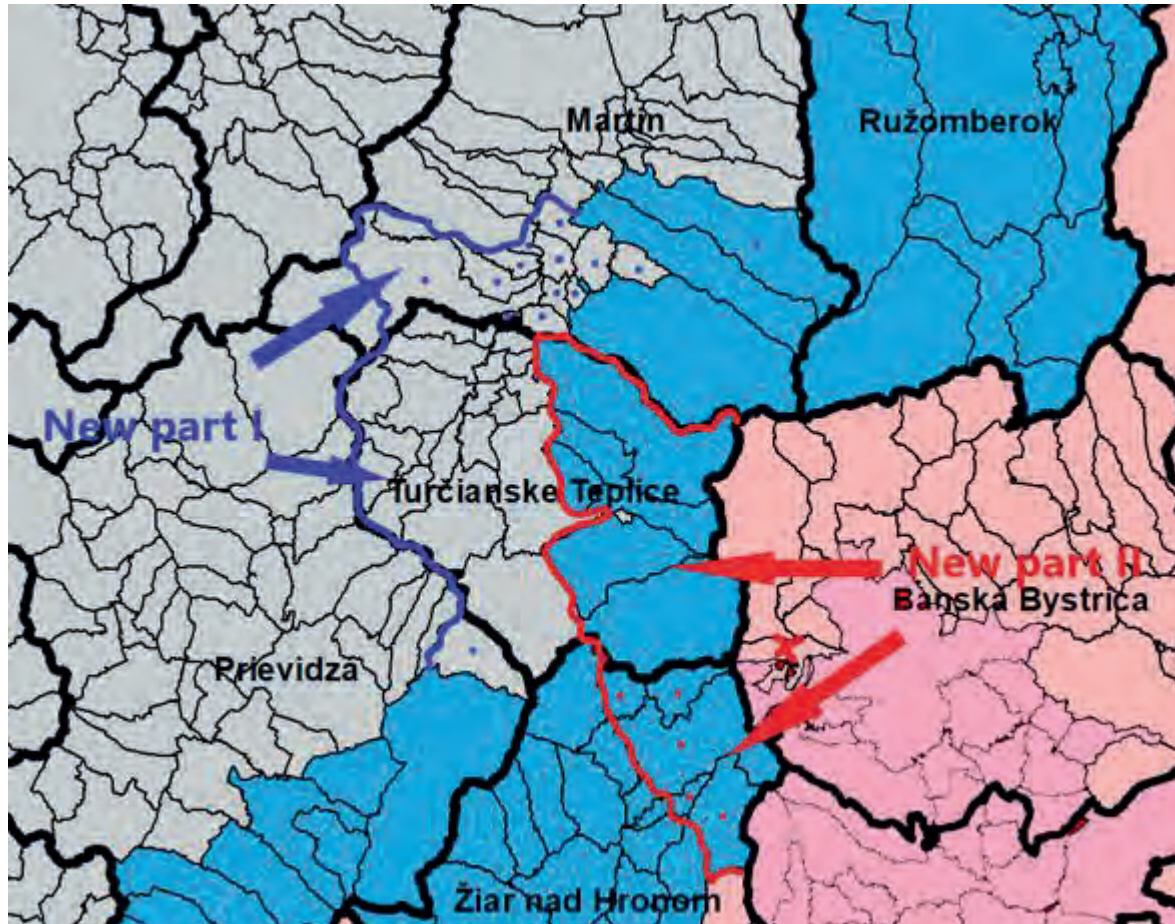 Martin
Ružomberok
New part I
Turčianske Teplice
New part II
Banská Bystrica
Prievidza
Žiar nad Hronom